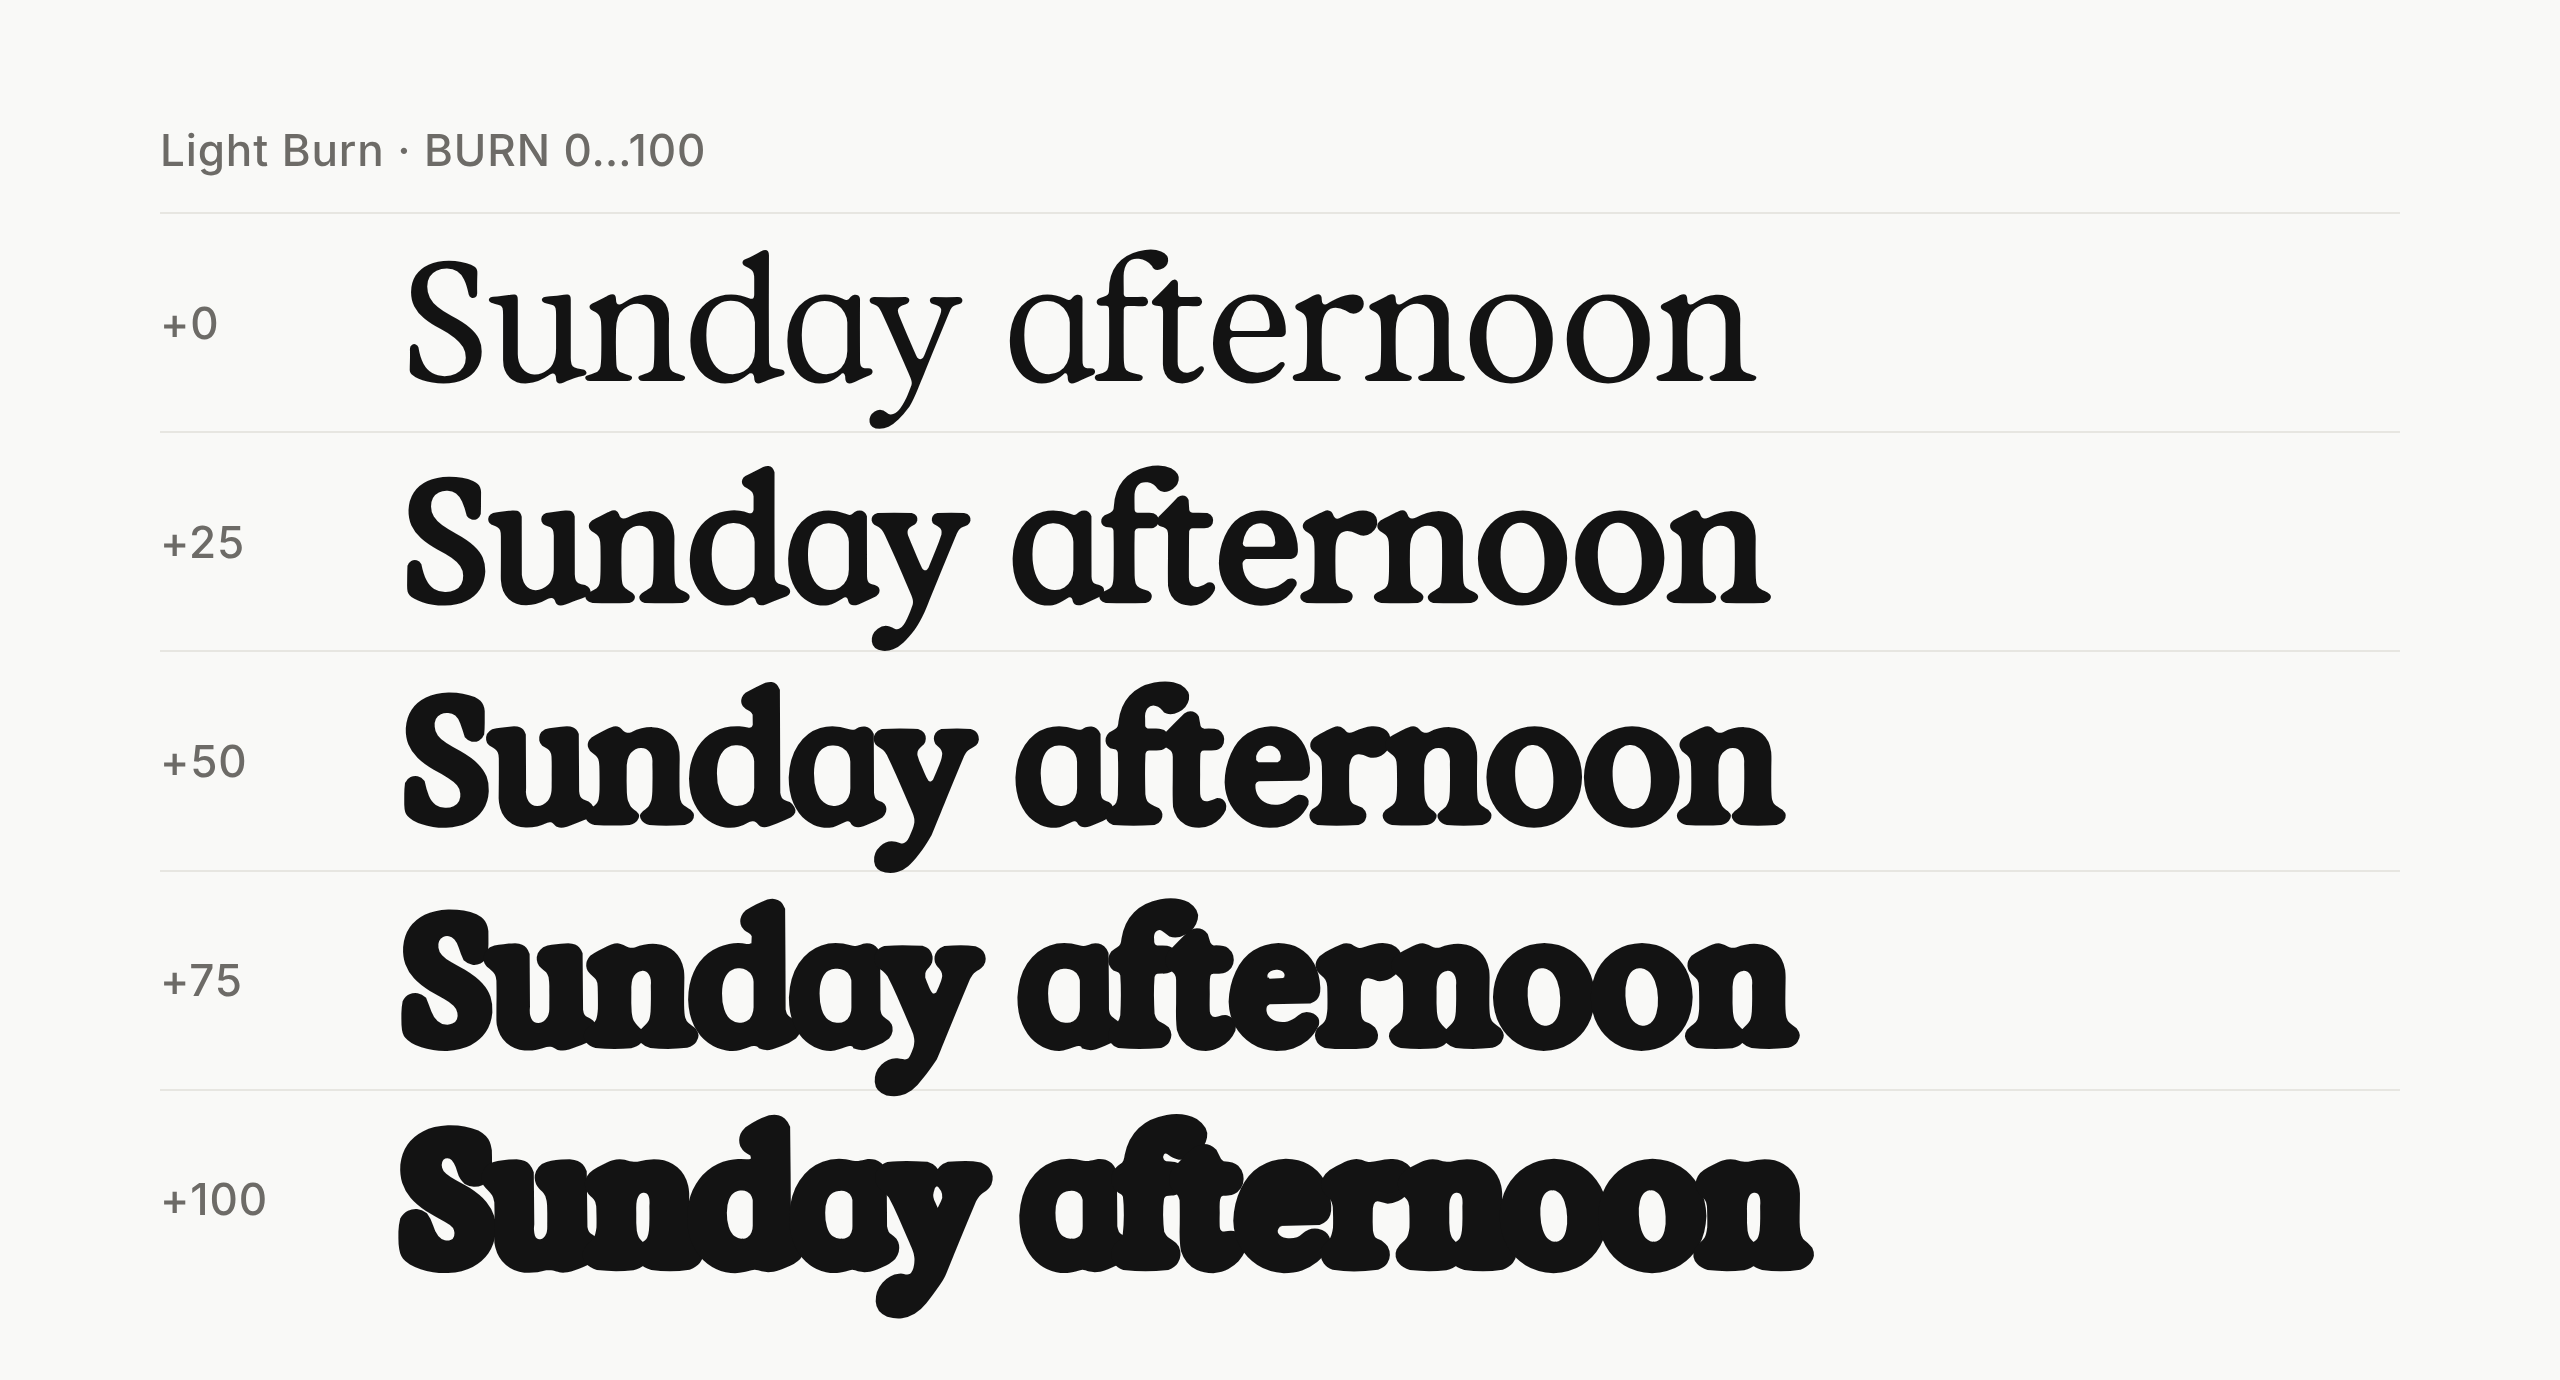 Light Burn · BURN 0…100
+0 Sunday afternoon
+25 Sunday afternoon
+50 Sunday afternoon
+75 Sunday afternoon
+100 Sunday afternoon